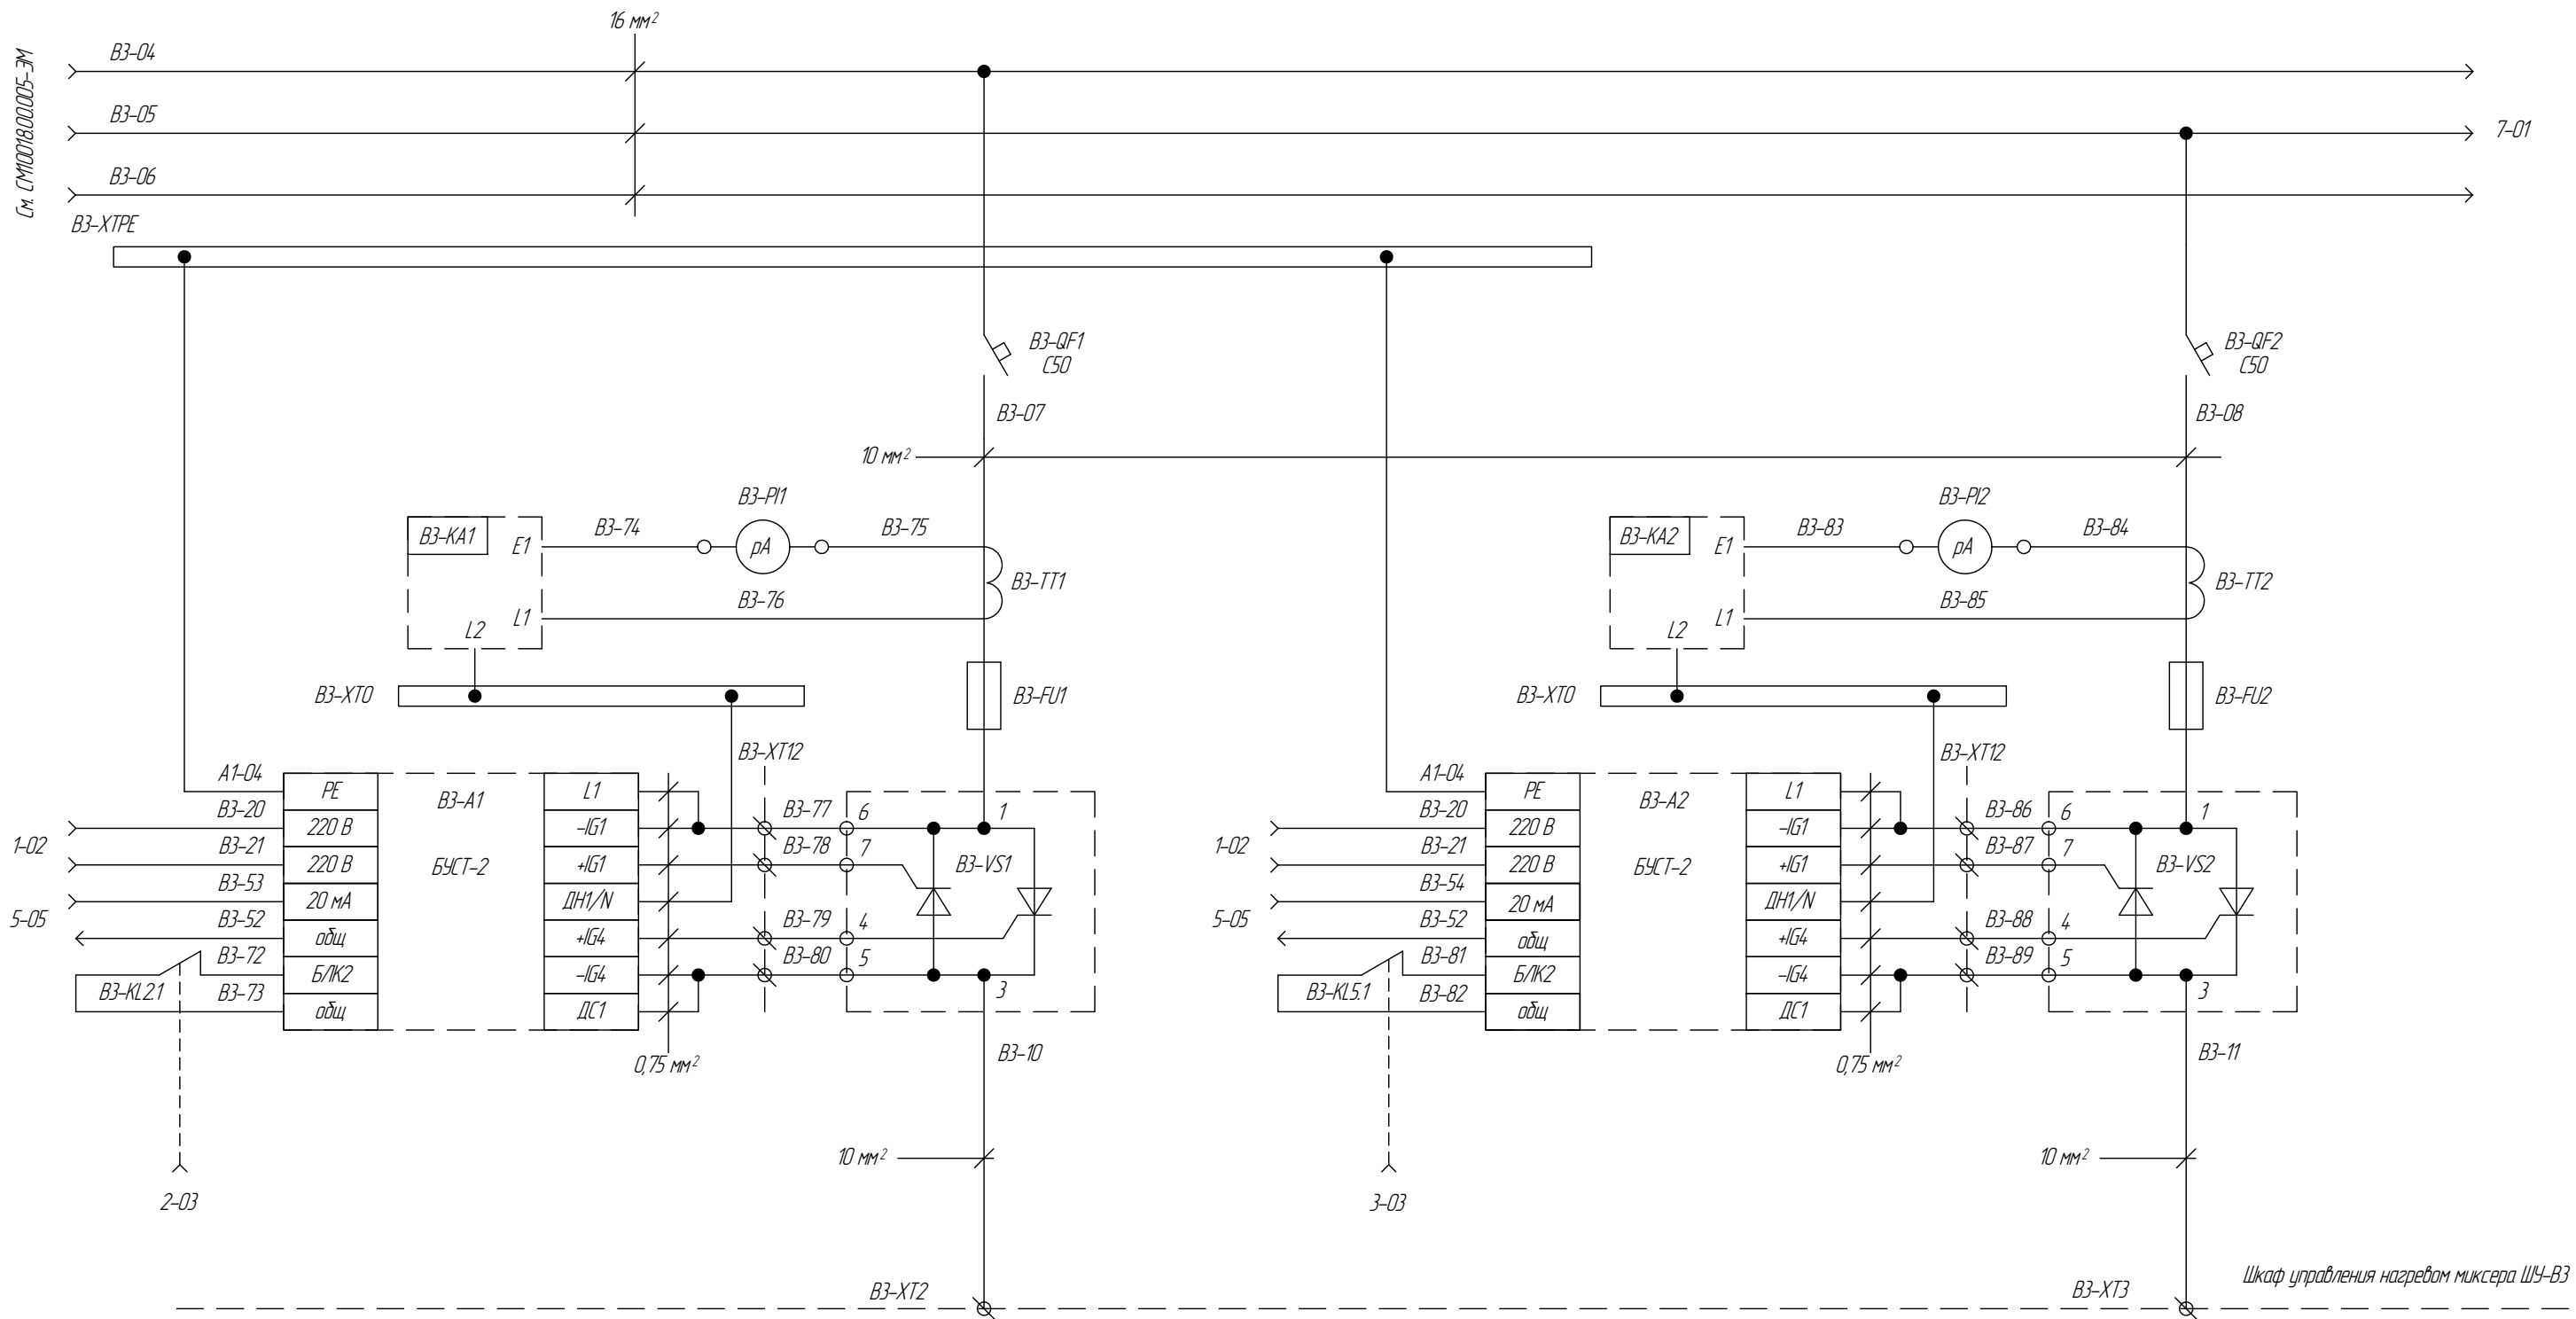 16 мм²
См. СМ10018.00.005-ЭМ
В3-04
В3-05
7-01
В3-06
В3-XTPE
В3-QF1
C50
В3-QF2
C50
В3-07
В3-08
10 мм²
В3-PI1
В3-KA1
E1
В3-74
pA
В3-75
В3-TT1
В3-76
L1
L2
В3-PI2
В3-KA2
E1
В3-83
pA
В3-84
В3-TT2
В3-85
L1
L2
В3-XT0
В3-FU1
В3-XT0
В3-FU2
В3-XT12
В3-XT12
A1-04
В3-20
1-02
В3-21
В3-53
5-05
В3-52
В3-72
В3-KL2.1
В3-73
PE
220 В
220 В
20 мА
общ
БЛК2
общ
В3-A1
БУСТ-2
L1
-IG1
+IG1
ДН1/N
+IG4
-IG4
ДС1
В3-77
6
1
В3-78
7
В3-VS1
В3-79
4
В3-80
5
3
0,75 мм²
В3-10
10 мм²
2-03
A1-04
В3-20
1-02
В3-21
В3-54
5-05
В3-52
В3-81
В3-KL5.1
В3-82
PE
220 В
220 В
20 мА
общ
БЛК2
общ
В3-A2
БУСТ-2
L1
-IG1
+IG1
ДН1/N
+IG4
-IG4
ДС1
В3-86
6
1
В3-87
7
В3-VS2
В3-88
4
В3-89
5
3
0,75 мм²
В3-11
10 мм²
3-03
В3-XT2
В3-XT3
Шкаф управления нагревом миксера ШУ-В3